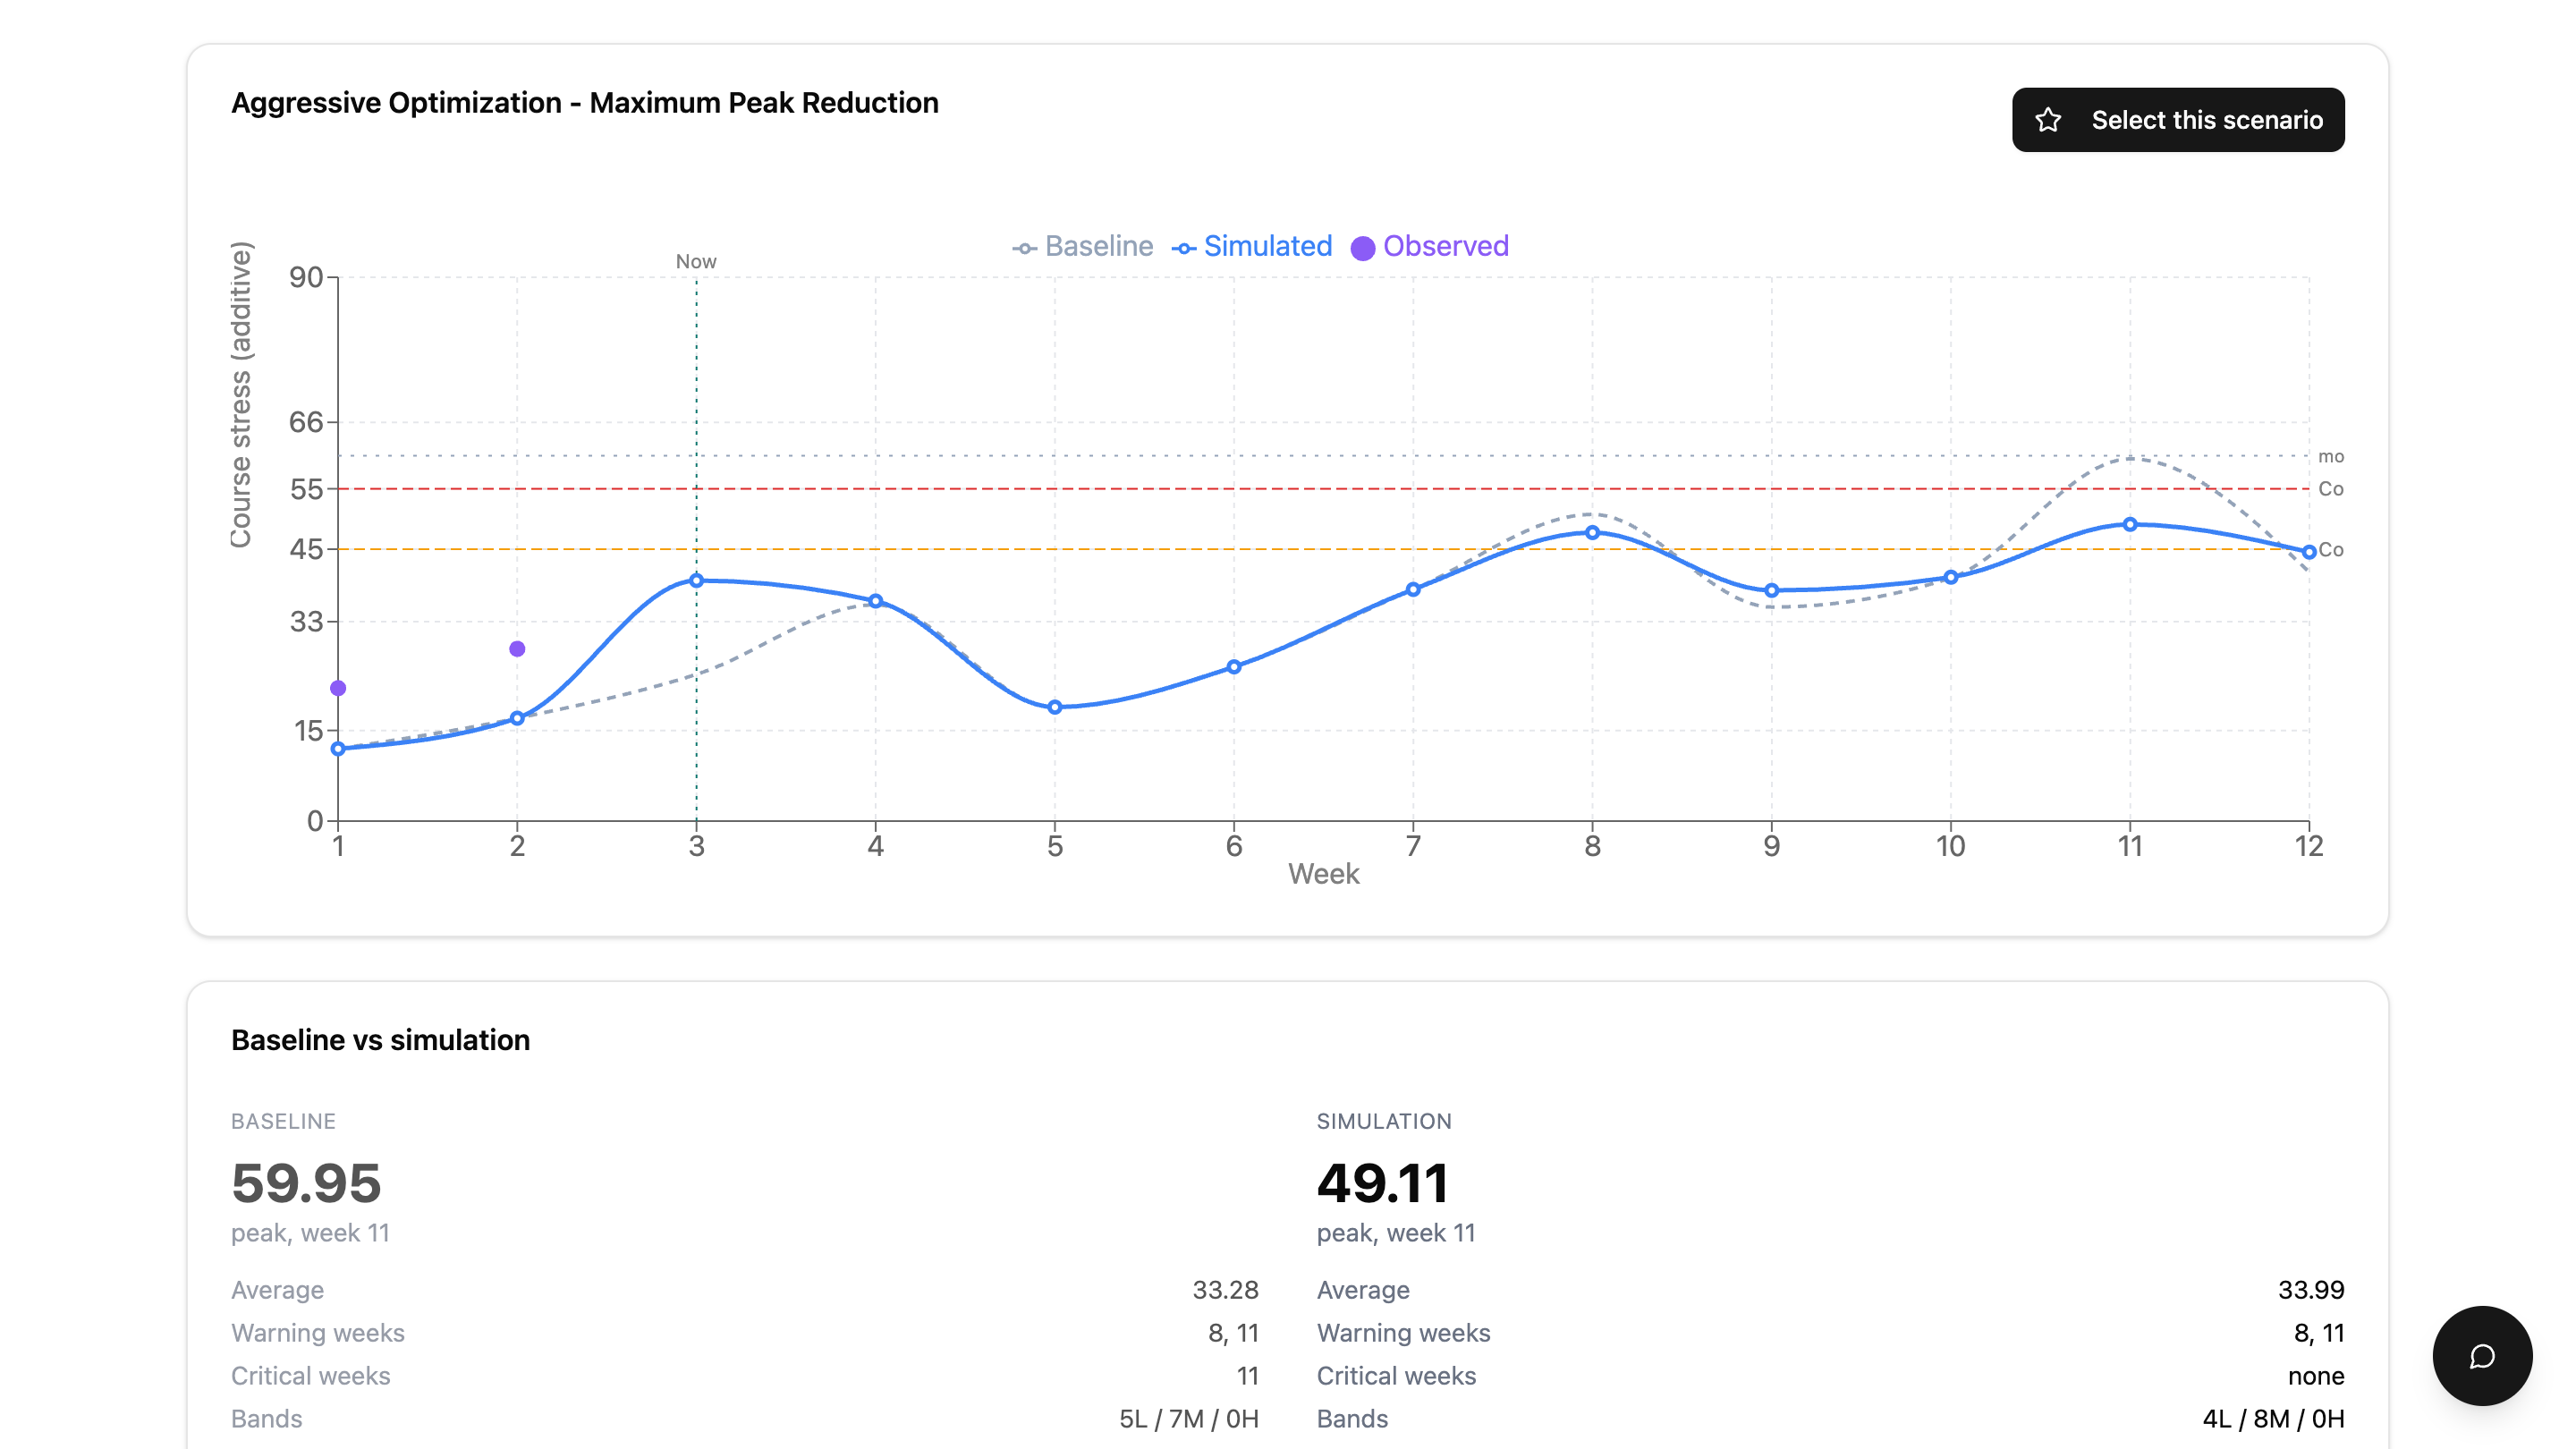 Aggressive Optimization - Maximum Peak Reduction
Select this scenario
Baseline Simulated Observed
Now
Course stress (additive)
90
66
55
45
33
15
0
mo
Co
Co
1 2 3 4 5 6 7 8 9 10 11 12
Week
Baseline vs simulation
BASELINE
59.95
peak, week 11
Average 33.28
Warning weeks 8, 11
Critical weeks 11
Bands 5L / 7M / 0H
SIMULATION
49.11
peak, week 11
Average 33.99
Warning weeks 8, 11
Critical weeks none
Bands 4L / 8M / 0H